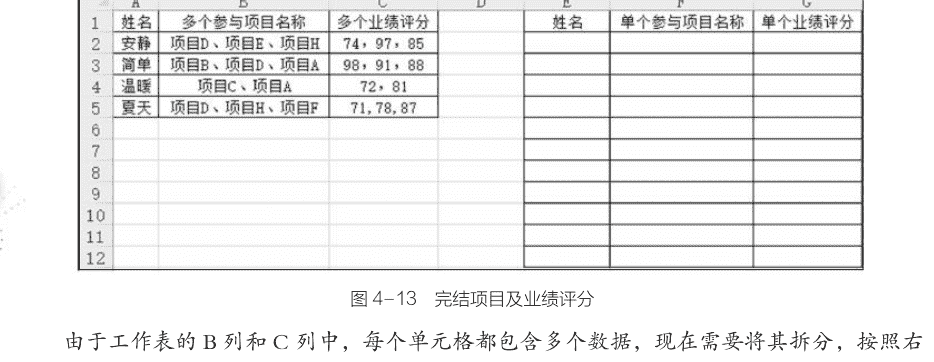 A B C D E F G
1 姓名 多个参与项目名称 多个业绩评分 姓名 单个参与项目名称 单个业绩评分
2 安静 项目D、项目E、项目H 74，97，85
3 简单 项目B、项目D、项目A 98，91，88
4 温暖 项目C、项目A 72，81
5 夏天 项目D、项目H、项目F 71,78,87
6
7
8
9
10
11
12
图 4-13 完结项目及业绩评分
由于工作表的 B 列和 C 列中，每个单元格都包含多个数据，现在需要将其拆分，按照右